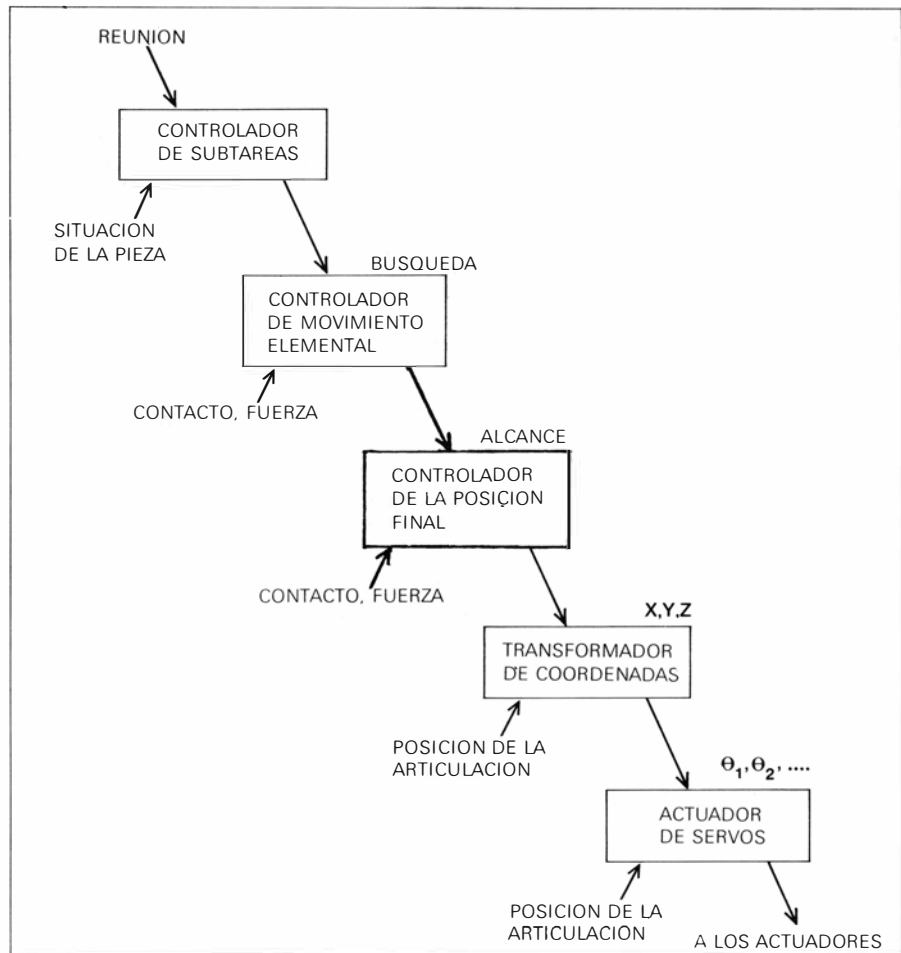 REUNION
CONTROLADOR
DE SUBTAREAS
SITUACION
DE LA PIEZA
BUSQUEDA
CONTROLADOR
DE MOVIMIENTO
ELEMENTAL
CONTACTO, FUERZA
ALCANCE
CONTROLADOR
DE LA POSIÇION
FINAL
CONTACTO, FUERZA
X,Y,Z
TRANSFORMADOR
DE COORDENADAS
POSICION DE LA
ARTICULACION
Θ₁,Θ₂, ....
ACTUADOR
DE SERVOS
POSICION DE LA
ARTICULACION
A LOS ACTUADORES